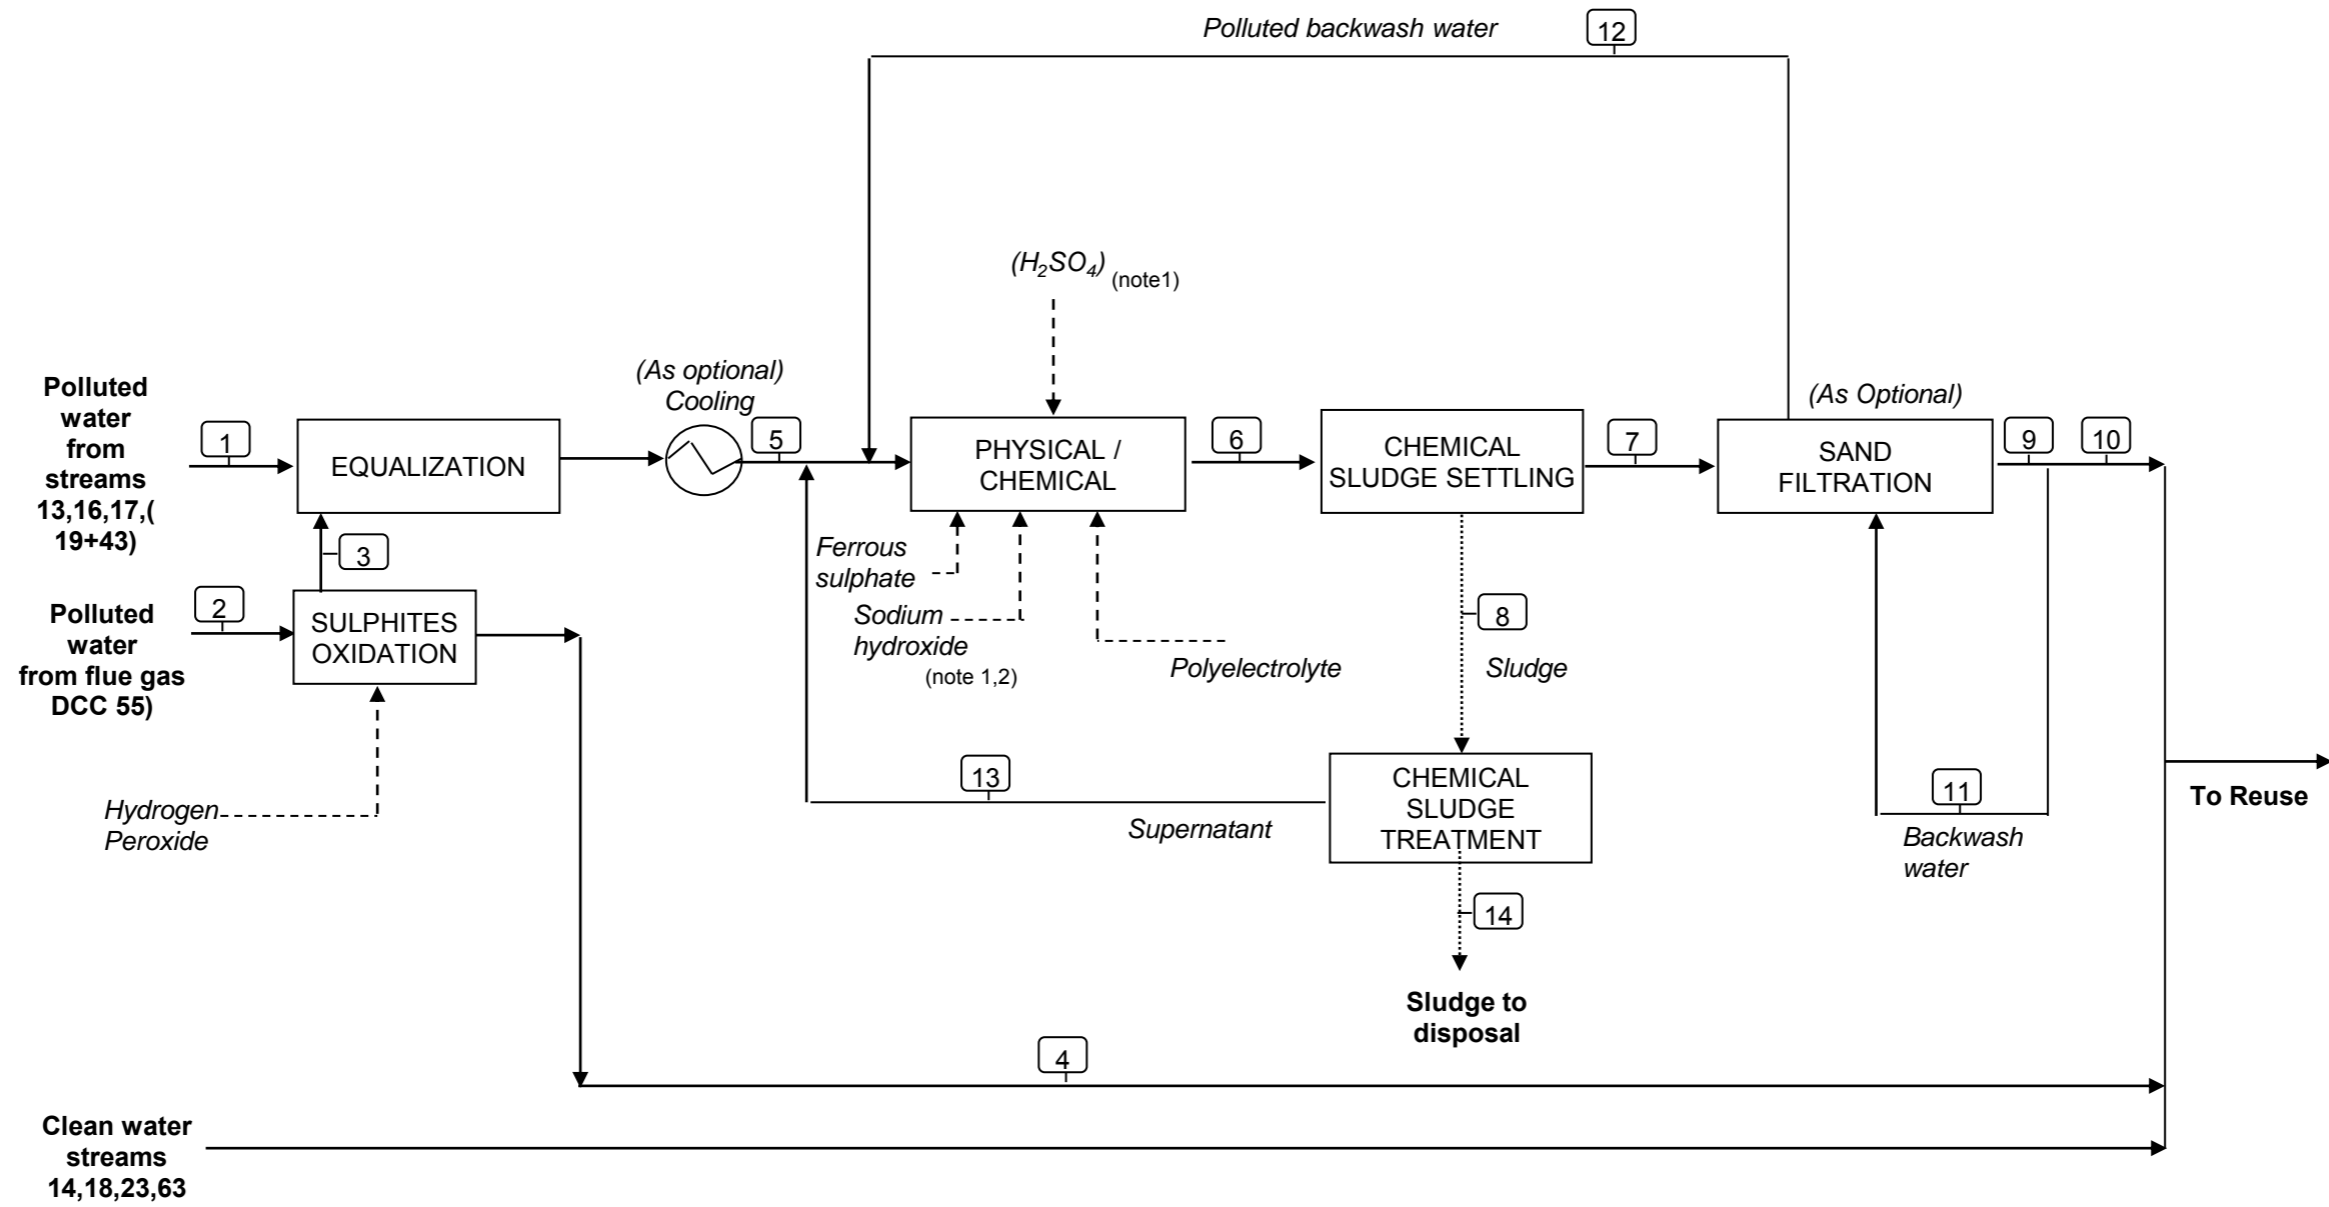 Polluted backwash water
12
(H2SO4) (note1)
(As optional)
Cooling
(As Optional)
Polluted
water
from
streams
13,16,17,(
19+43)
1
EQUALIZATION
5
PHYSICAL /
CHEMICAL
6
CHEMICAL
SLUDGE SETTLING
7
SAND
FILTRATION
9
10
3
Ferrous
sulphate
Sodium
hydroxide
(note 1,2)
Polyelectrolyte
8
Sludge
Polluted
water
from flue gas
DCC 55)
2
SULPHITES
OXIDATION
Hydrogen
Peroxide
13
Supernatant
CHEMICAL
SLUDGE
TREATMENT
11
Backwash
water
To Reuse
14
Sludge to
disposal
4
Clean water
streams
14,18,23,63